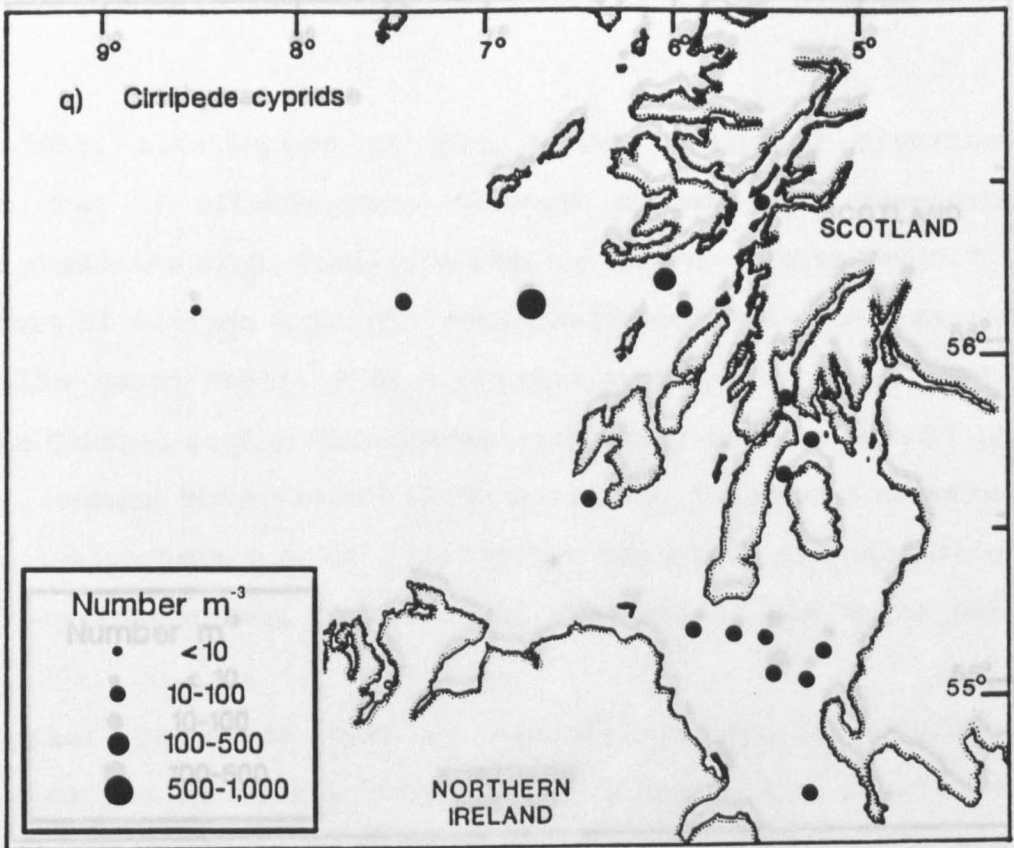 9° 8° 7° 6° 5°
q) Cirripede cyprids
SCOTLAND
56°
Number m-3
<10
10-100
100-500
500-1,000
55°
NORTHERN
IRELAND